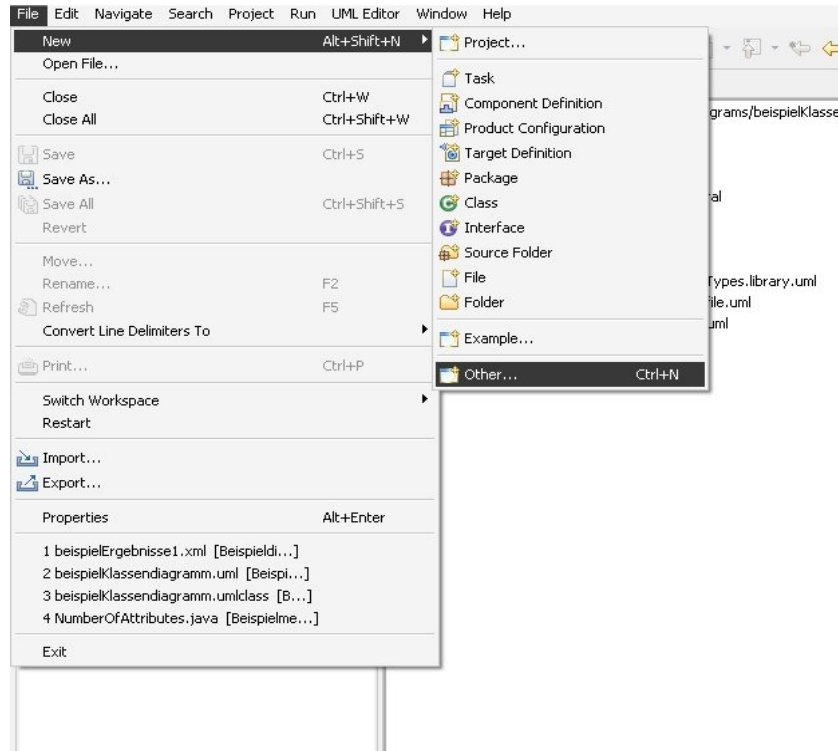 File Edit Navigate Search Project Run UML Editor Window Help
New Alt+Shift+N
Open File...
Close Ctrl+W
Close All Ctrl+Shift+W
Save Ctrl+S
Save As...
Save All Ctrl+Shift+S
Revert
Move...
Rename... F2
Refresh F5
Convert Line Delimiters To
Print... Ctrl+P
Switch Workspace
Restart
Import...
Export...
Properties Alt+Enter
1 beispielErgebnisse1.xml [Beispieldi...]
2 beispielKlassendiagramm.uml [Beispi...]
3 beispielKlassendiagramm.umlclass [B...]
4 NumberOfAttributes.java [Beispielme...]
Exit
Project...
Task
Component Definition
Product Configuration
Target Definition
Package
Class
Interface
Source Folder
File
Folder
Example...
Other... Ctrl+N
grams/beispielKlasse
al
Types.library.uml
file.uml
uml